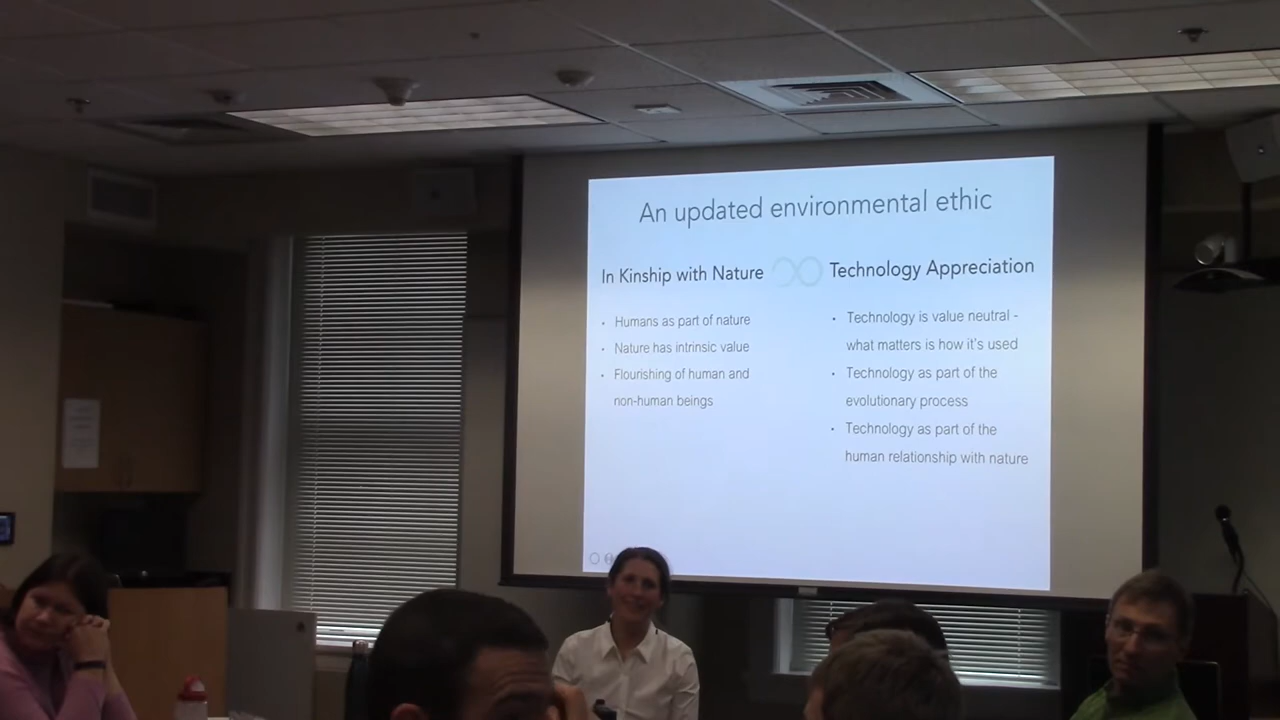 An updated environmental ethic
In Kinship with Nature
• Humans as part of nature
• Nature has intrinsic value
• Flourishing of human and
non-human beings
Technology Appreciation
• Technology is value neutral -
what matters is how it's used
• Technology as part of the
evolutionary process
• Technology as part of the
human relationship with nature